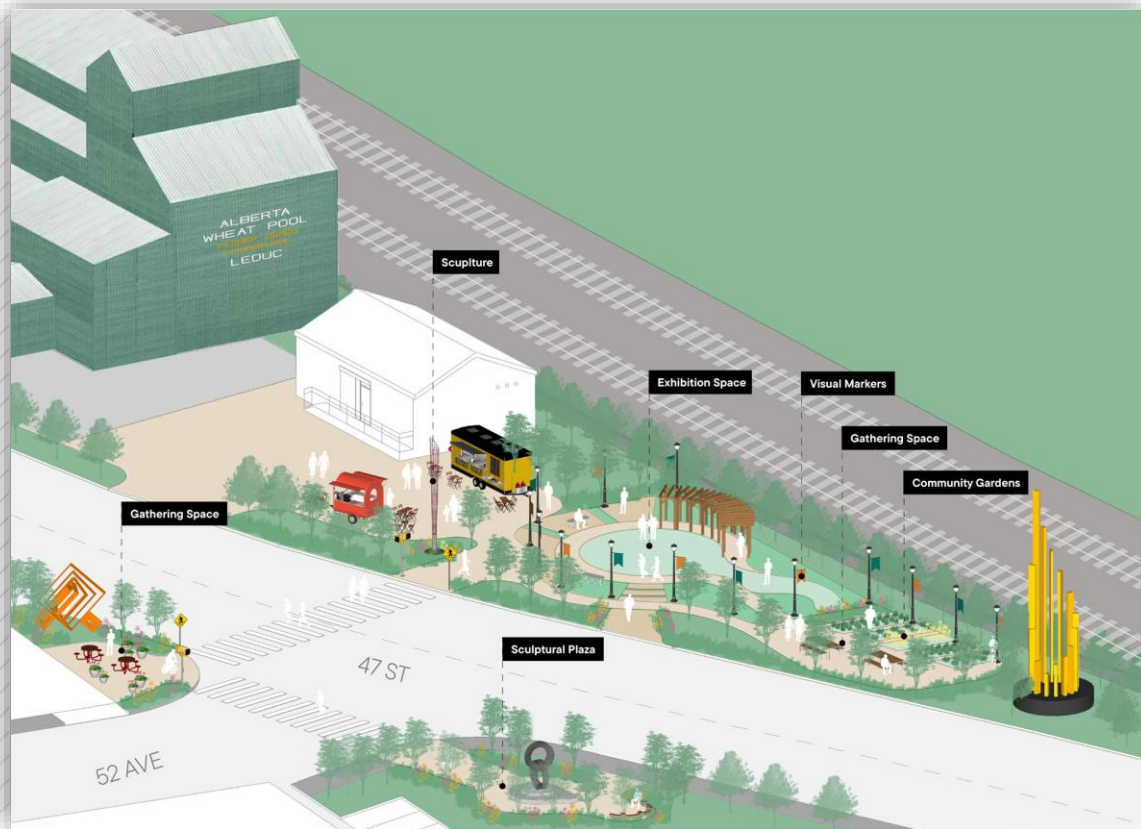 ALBERTA
WHEAT POOL
LEDUC
Scuplture
Exhibition Space
Visual Markers
Gathering Space
Community Gardens
Gathering Space
Sculptural Plaza
47 ST
52 AVE